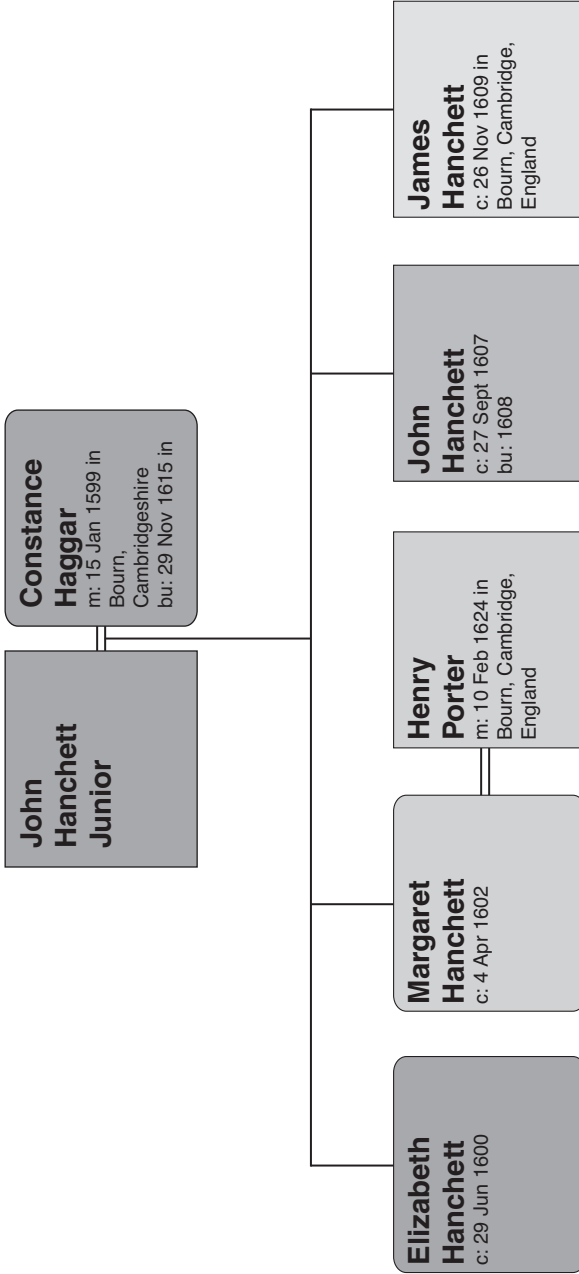 John
Hanchett
Junior
Constance
Haggar
m: 15 Jan 1599 in
Bourn,
Cambridgeshire
bu: 29 Nov 1615 in
Elizabeth
Hanchett
c: 29 Jun 1600
Margaret
Hanchett
c: 4 Apr 1602
Henry
Porter
m: 10 Feb 1624 in
Bourn, Cambridge,
England
John
Hanchett
c: 27 Sept 1607
bu: 1608
James
Hanchett
c: 26 Nov 1609 in
Bourn, Cambridge,
England